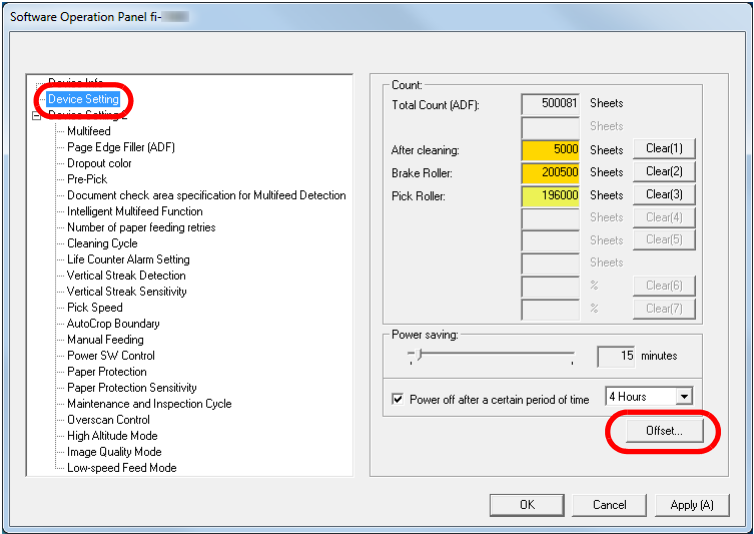 Software Operation Panel fi-
Device Info
Device Setting
Device Setting 2
Multifeed
Page Edge Filler (ADF)
Dropout color
Pre-Pick
Document check area specification for Multifeed Detection
Intelligent Multifeed Function
Number of paper feeding retries
Cleaning Cycle
Life Counter Alarm Setting
Vertical Streak Detection
Vertical Streak Sensitivity
Pick Speed
AutoCrop Boundary
Manual Feeding
Power SW Control
Paper Protection
Paper Protection Sensitivity
Maintenance and Inspection Cycle
Overscan Control
High Altitude Mode
Image Quality Mode
Low-speed Feed Mode
Count:
Total Count (ADF): 500081 Sheets
Sheets
After cleaning: 5000 Sheets Clear(1)
Brake Roller: 200500 Sheets Clear(2)
Pick Roller: 196000 Sheets Clear(3)
Sheets Clear(4)
Sheets Clear(5)
Sheets
% Clear(6)
% Clear(7)
Power saving:
15 minutes
Power off after a certain period of time 4 Hours
Offset...
OK Cancel Apply (A)